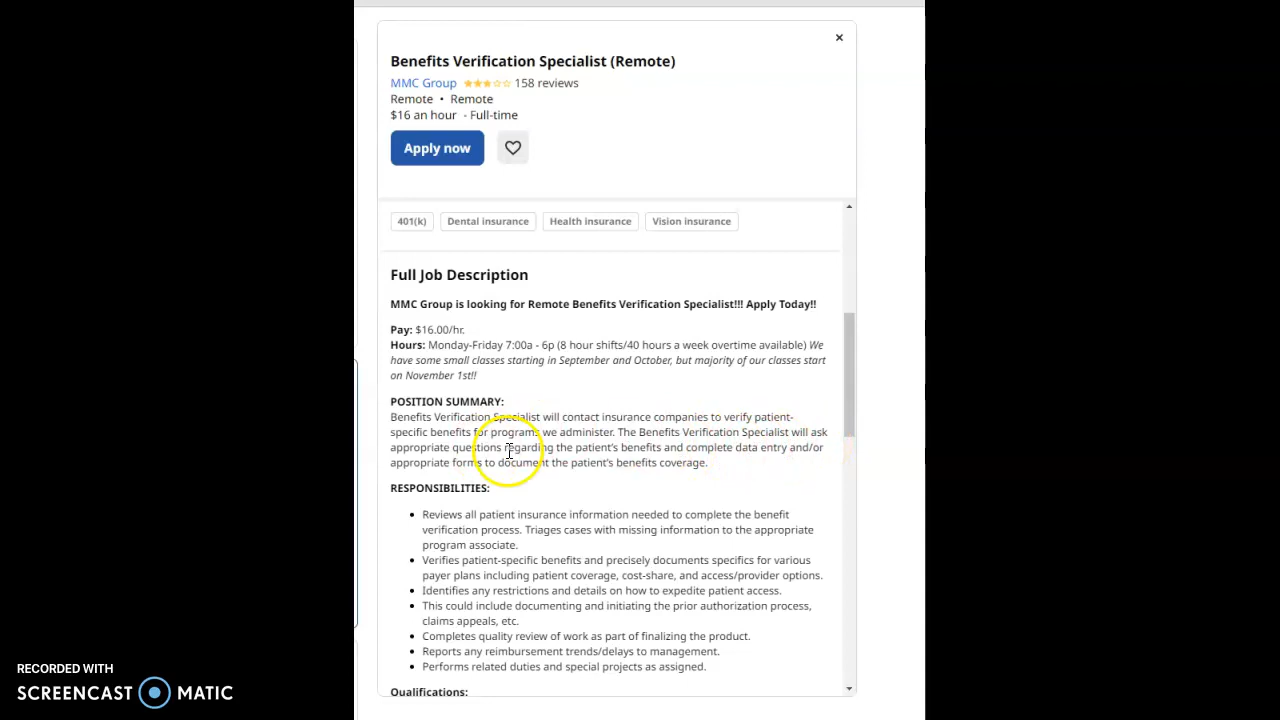 Benefits Verification Specialist (Remote)
MMC Group 158 reviews
Remote • Remote
$16 an hour - Full-time
Apply now
401(k) Dental insurance Health insurance Vision insurance
Full Job Description
MMC Group is looking for Remote Benefits Verification Specialist!!! Apply Today!!
Pay: $16.00/hr.
Hours: Monday-Friday 7:00a - 6p (8 hour shifts/40 hours a week overtime available) We
have some small classes starting in September and October, but majority of our classes start
on November 1st!!
POSITION SUMMARY:
Benefits Verification Specialist will contact insurance companies to verify patient-
specific benefits for programs we administer. The Benefits Verification Specialist will ask
appropriate questions regarding the patient's benefits and complete data entry and/or
appropriate forms to document the patient's benefits coverage.
RESPONSIBILITIES:
• Reviews all patient insurance information needed to complete the benefit
verification process. Triages cases with missing information to the appropriate
program associate.
• Verifies patient-specific benefits and precisely documents specifics for various
payer plans including patient coverage, cost-share, and access/provider options.
• Identifies any restrictions and details on how to expedite patient access.
• This could include documenting and initiating the prior authorization process,
claims appeals, etc.
• Completes quality review of work as part of finalizing the product.
• Reports any reimbursement trends/delays to management.
• Performs related duties and special projects as assigned.
Qualifications:
RECORDED WITH
SCREENCAST MATIC